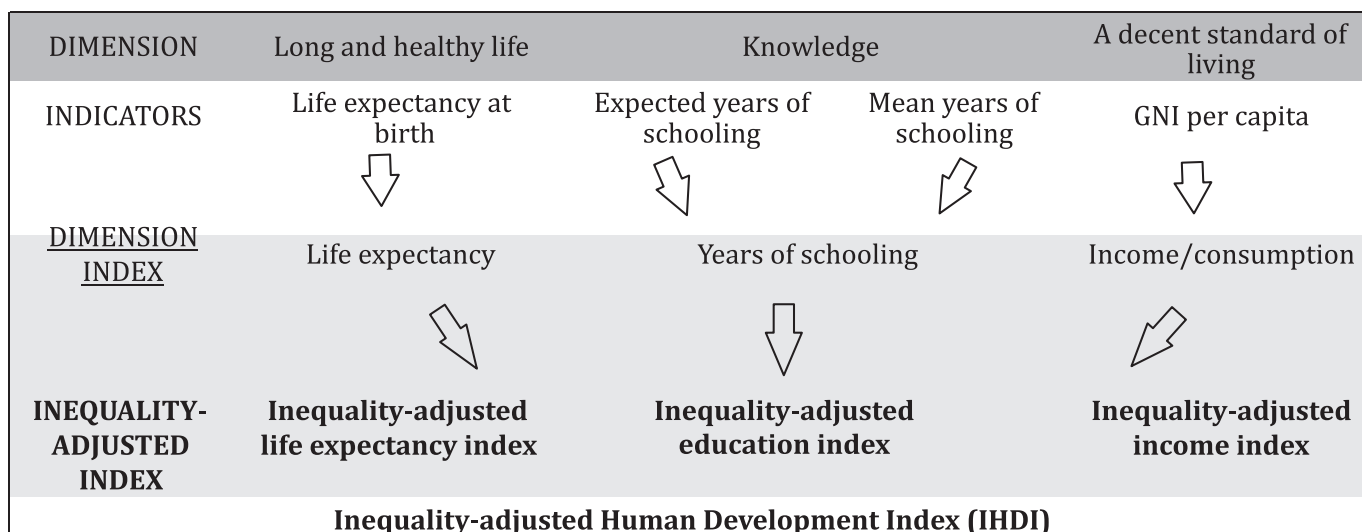 DIMENSION
Long and healthy life
Knowledge
A decent standard of
living
INDICATORS
Life expectancy at
birth
Expected years of
schooling
Mean years of
schooling
GNI per capita
DIMENSION
INDEX
Life expectancy
Years of schooling
Income/consumption
INEQUALITY-
ADJUSTED
INDEX
Inequality-adjusted
life expectancy index
Inequality-adjusted
education index
Inequality-adjusted
income index
Inequality-adjusted Human Development Index (IHDI)